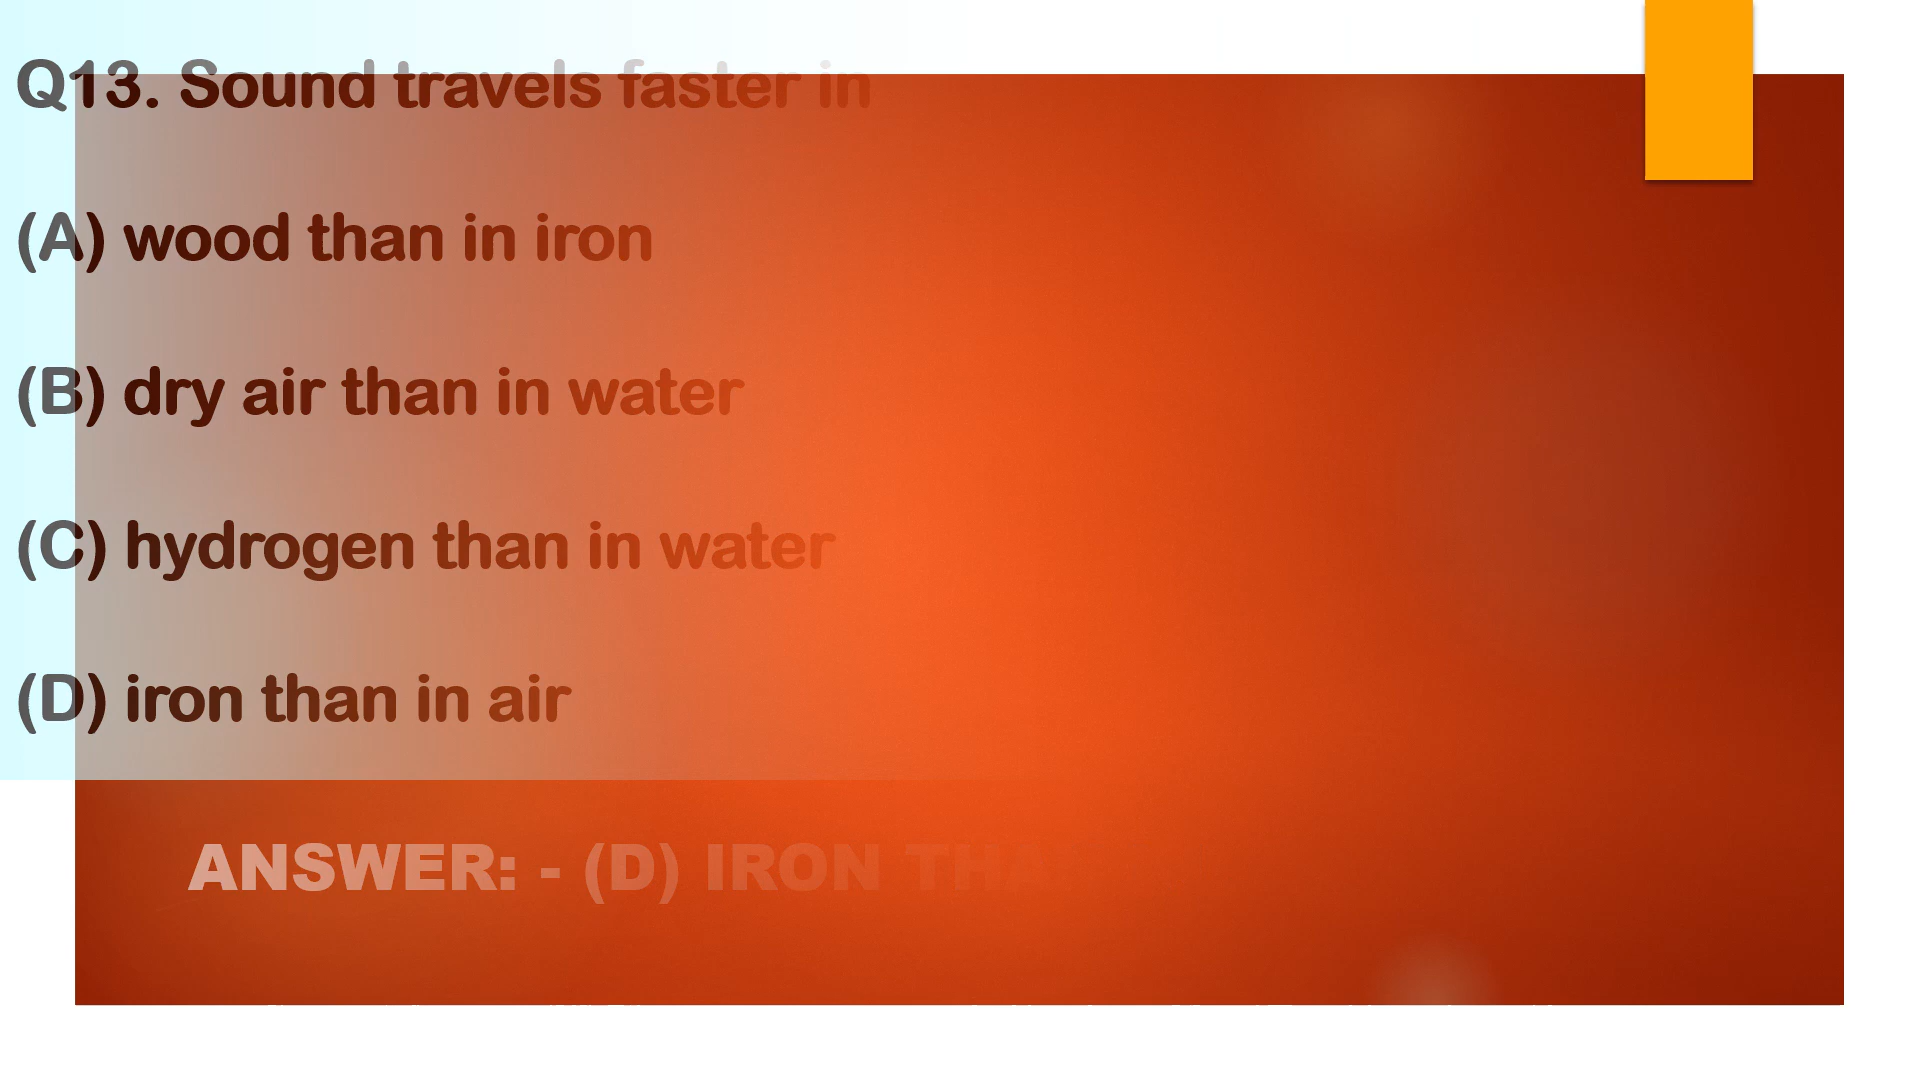 Q13. Sound travels faster in
(A) wood than in iron
(B) dry air than in water
(C) hydrogen than in water
(D) iron than in air
ANSWER: - (D) IRON THAN